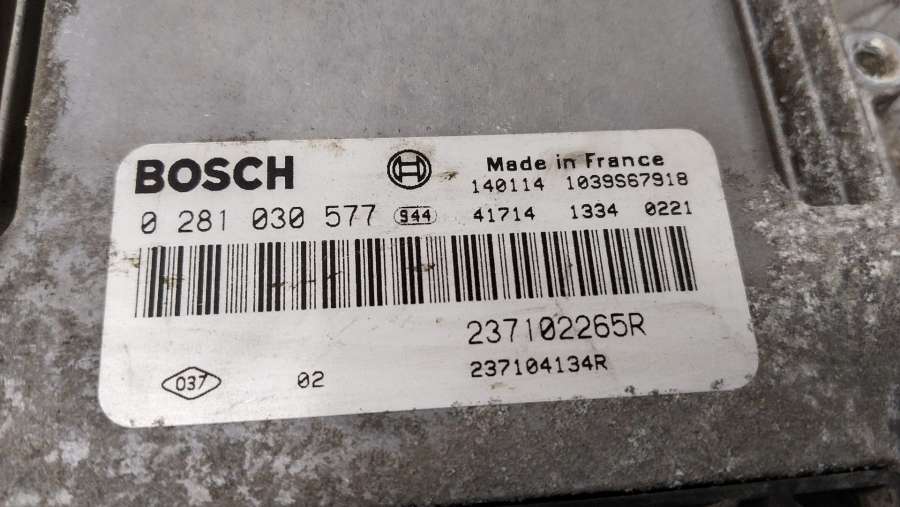 BOSCH Made in France
140114 1039S67918
0 281 030 577 944 41714 1334 0221
237102265R
237104134R
037 02